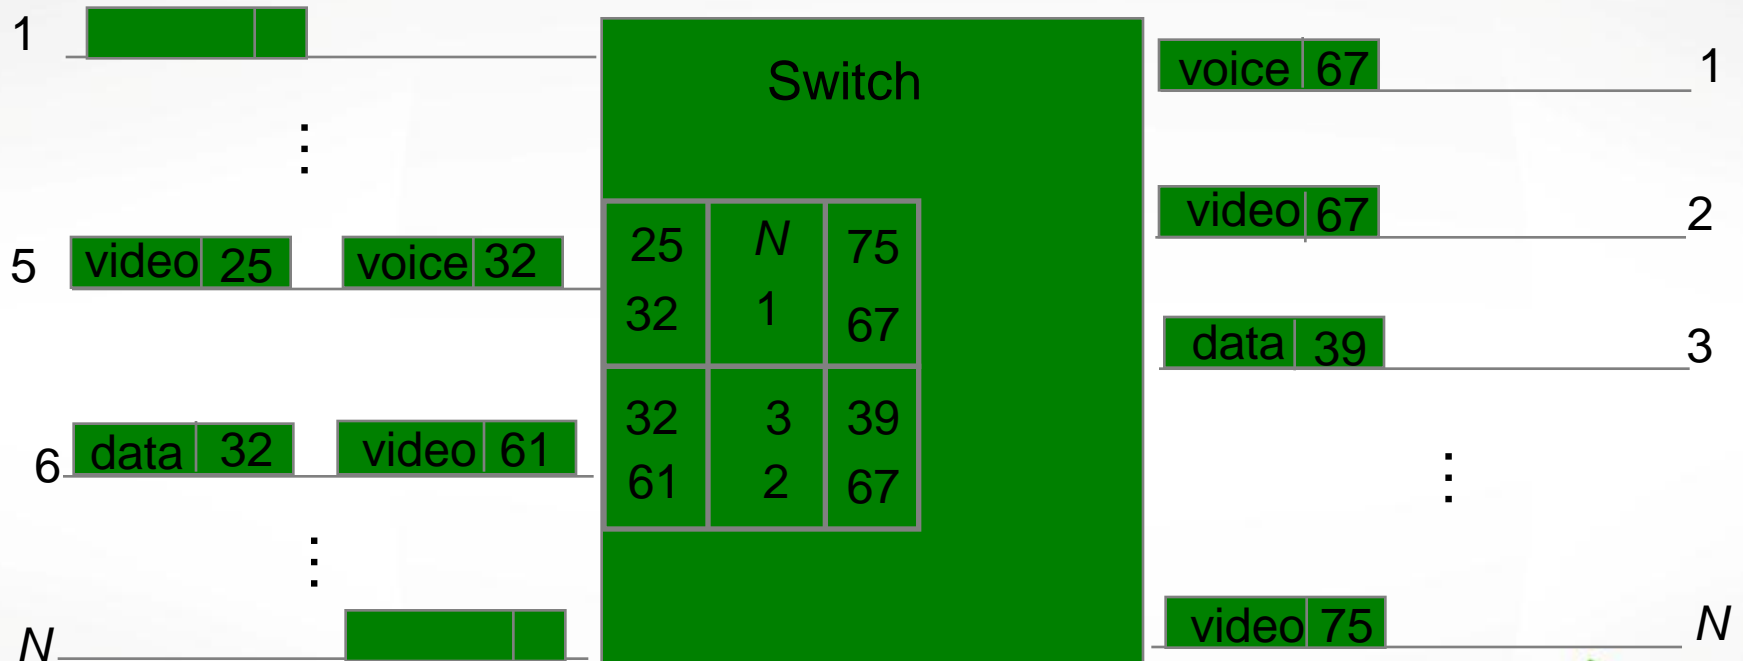 1
⋮
5 video 25 voice 32
6 data 32 video 61
⋮
N
Switch
25 N 75
32 1 67
32 3 39
61 2 67
voice 67 1
video 67 2
data 39 3
⋮
video 75 N